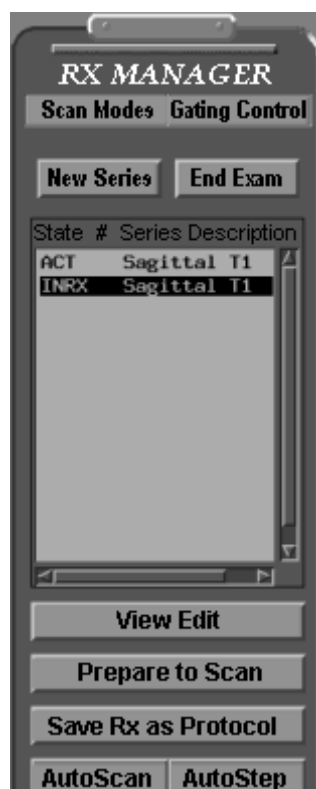 RX MANAGER
Scan Modes Gating Control
New Series End Exam
State # Series Description
ACT Sagittal T1
INRX Sagittal T1
View Edit
Prepare to Scan
Save Rx as Protocol
AutoScan AutoStep